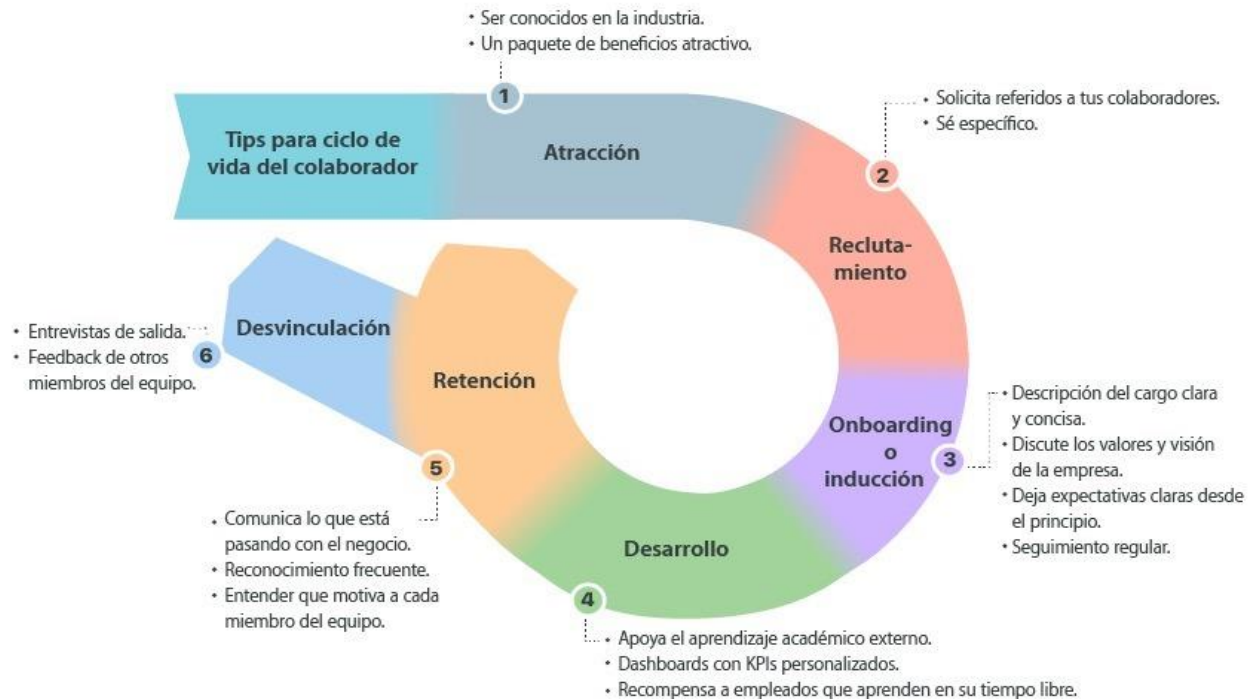 • Ser conocidos en la industria.
• Un paquete de beneficios atractivo.
1
Tips para ciclo de
vida del colaborador
Atracción
• Solicita referidos a tus colaboradores.
• Sé específico.
2
Recluta-
miento
• Descripción del cargo clara
y concisa.
• Discute los valores y visión
de la empresa.
• Deja expectativas claras desde
el principio.
• Seguimiento regular.
3
Onboarding
o
inducción
Desarrollo
4
• Apoya el aprendizaje académico externo.
• Dashboards con KPIs personalizados.
• Recompensa a empleados que aprenden en su tiempo libre.
Retención
5
• Comunica lo que está
pasando con el negocio.
• Reconocimiento frecuente.
• Entender que motiva a cada
miembro del equipo.
Desvinculación
6
• Entrevistas de salida.
• Feedback de otros
miembros del equipo.